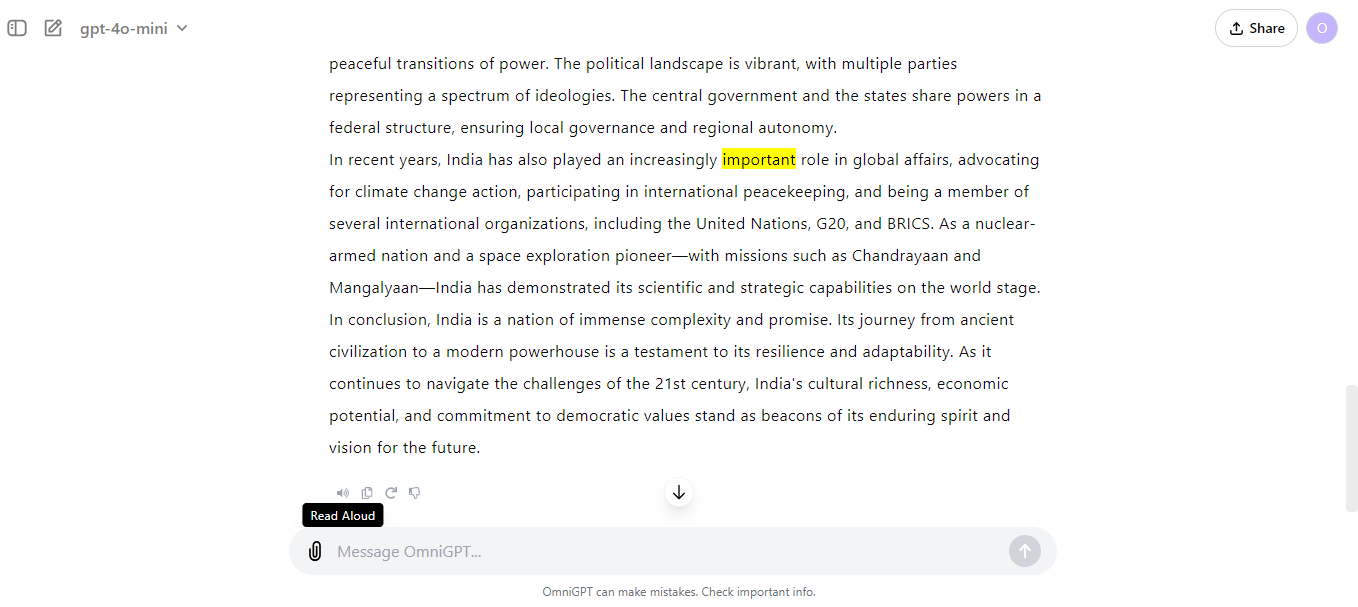 gpt-4o-mini
Share
O
peaceful transitions of power. The political landscape is vibrant, with multiple parties
representing a spectrum of ideologies. The central government and the states share powers in a
federal structure, ensuring local governance and regional autonomy.
In recent years, India has also played an increasingly important role in global affairs, advocating
for climate change action, participating in international peacekeeping, and being a member of
several international organizations, including the United Nations, G20, and BRICS. As a nuclear-
armed nation and a space exploration pioneer—with missions such as Chandrayaan and
Mangalyaan—India has demonstrated its scientific and strategic capabilities on the world stage.
In conclusion, India is a nation of immense complexity and promise. Its journey from ancient
civilization to a modern powerhouse is a testament to its resilience and adaptability. As it
continues to navigate the challenges of the 21st century, India's cultural richness, economic
potential, and commitment to democratic values stand as beacons of its enduring spirit and
vision for the future.
Read Aloud
Message OmniGPT...
OmniGPT can make mistakes. Check important info.